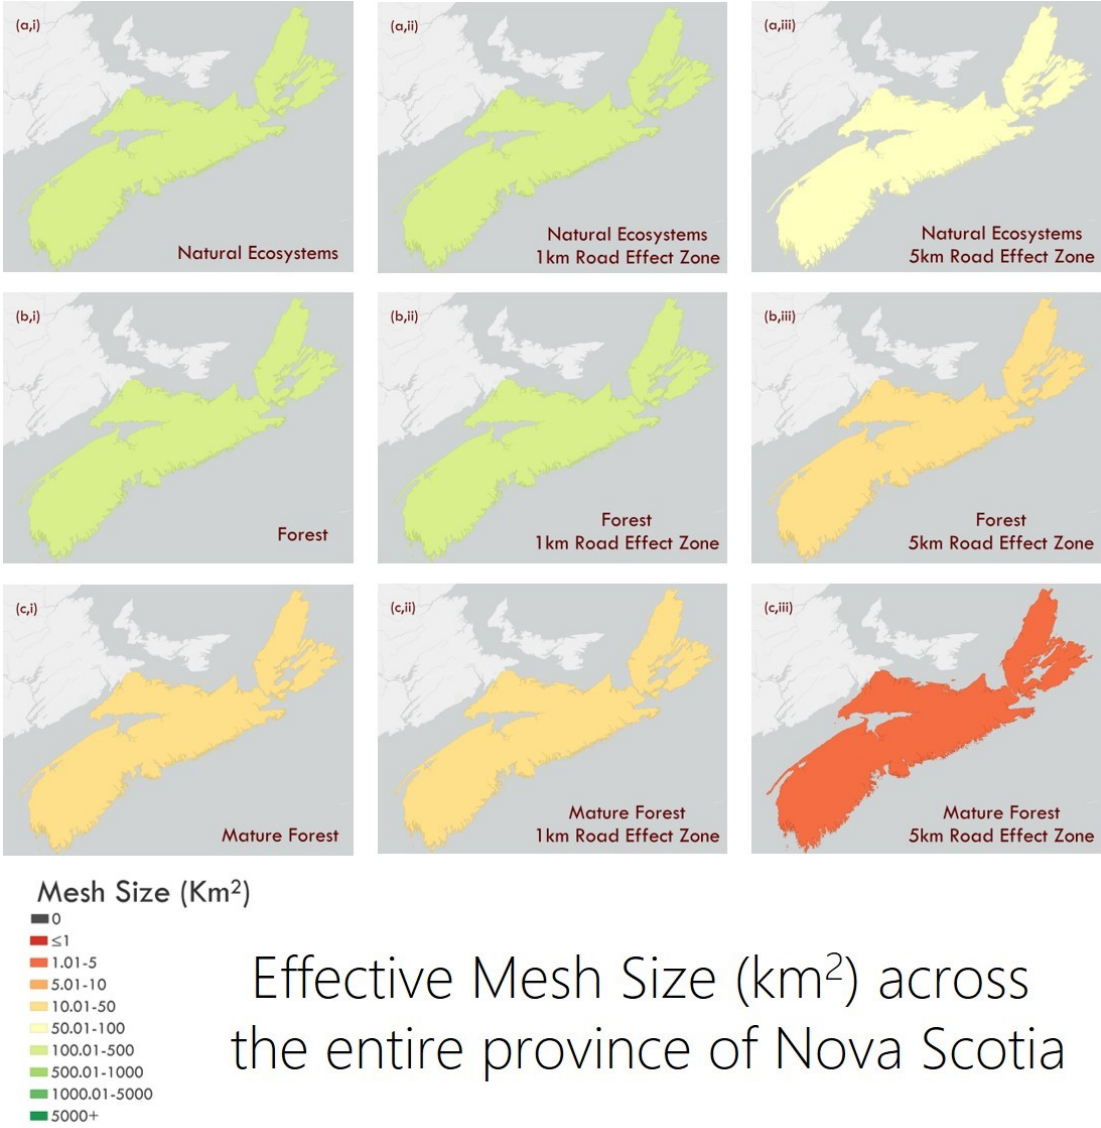 (a,i)
Natural Ecosystems
(a,ii)
Natural Ecosystems
1km Road Effect Zone
(a,iii)
Natural Ecosystems
5km Road Effect Zone
(b,i)
Forest
(b,ii)
Forest
1km Road Effect Zone
(b,iii)
Forest
5km Road Effect Zone
(c,i)
Mature Forest
(c,ii)
Mature Forest
1km Road Effect Zone
(c,iii)
Mature Forest
5km Road Effect Zone
Mesh Size (Km²)
0
≤1
1.01-5
5.01-10
10.01-50
50.01-100
100.01-500
500.01-1000
1000.01-5000
5000+
Effective Mesh Size (km²) across
the entire province of Nova Scotia